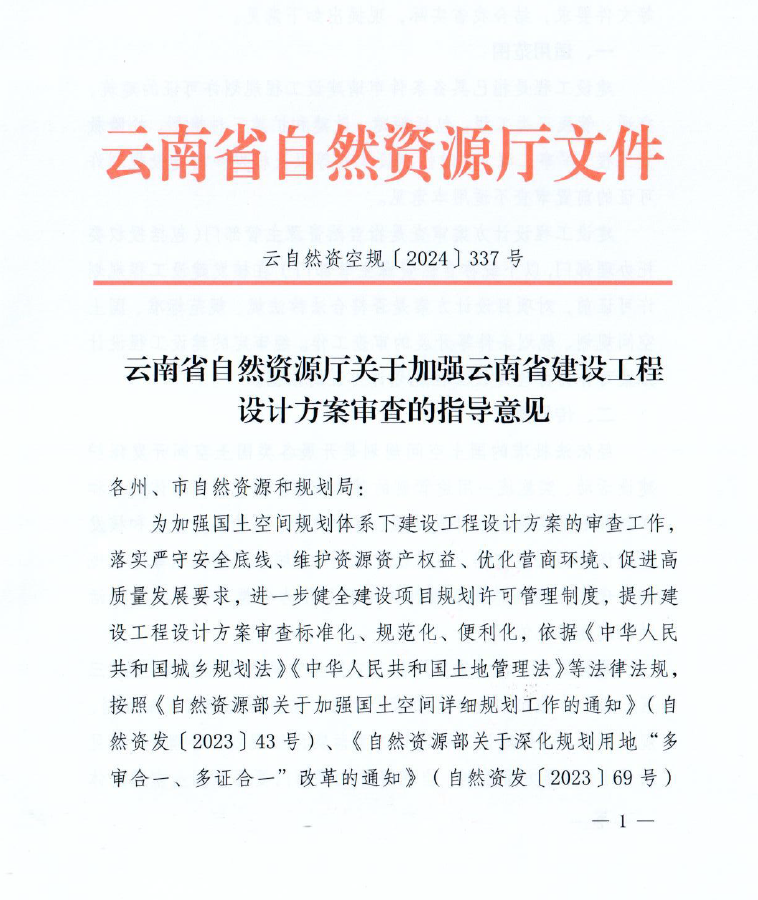 云南省自然资源厅文件
云自然资空规〔2024〕337号
云南省自然资源厅关于加强云南省建设工程
设计方案审查的指导意见
各州、市自然资源和规划局：
为加强国土空间规划体系下建设工程设计方案的审查工作，
落实严守安全底线、维护资源资产权益、优化营商环境、促进高
质量发展要求，进一步健全建设项目规划许可管理制度，提升建
设工程设计方案审查标准化、规范化、便利化，依据《中华人民
共和国城乡规划法》《中华人民共和国土地管理法》等法律法规，
按照《自然资源部关于加强国土空间详细规划工作的通知》（自
然资发〔2023〕43号）、《自然资源部关于深化规划用地“多
审合一、多证合一”改革的通知》（自然资发〔2023〕69号）
— 1 —